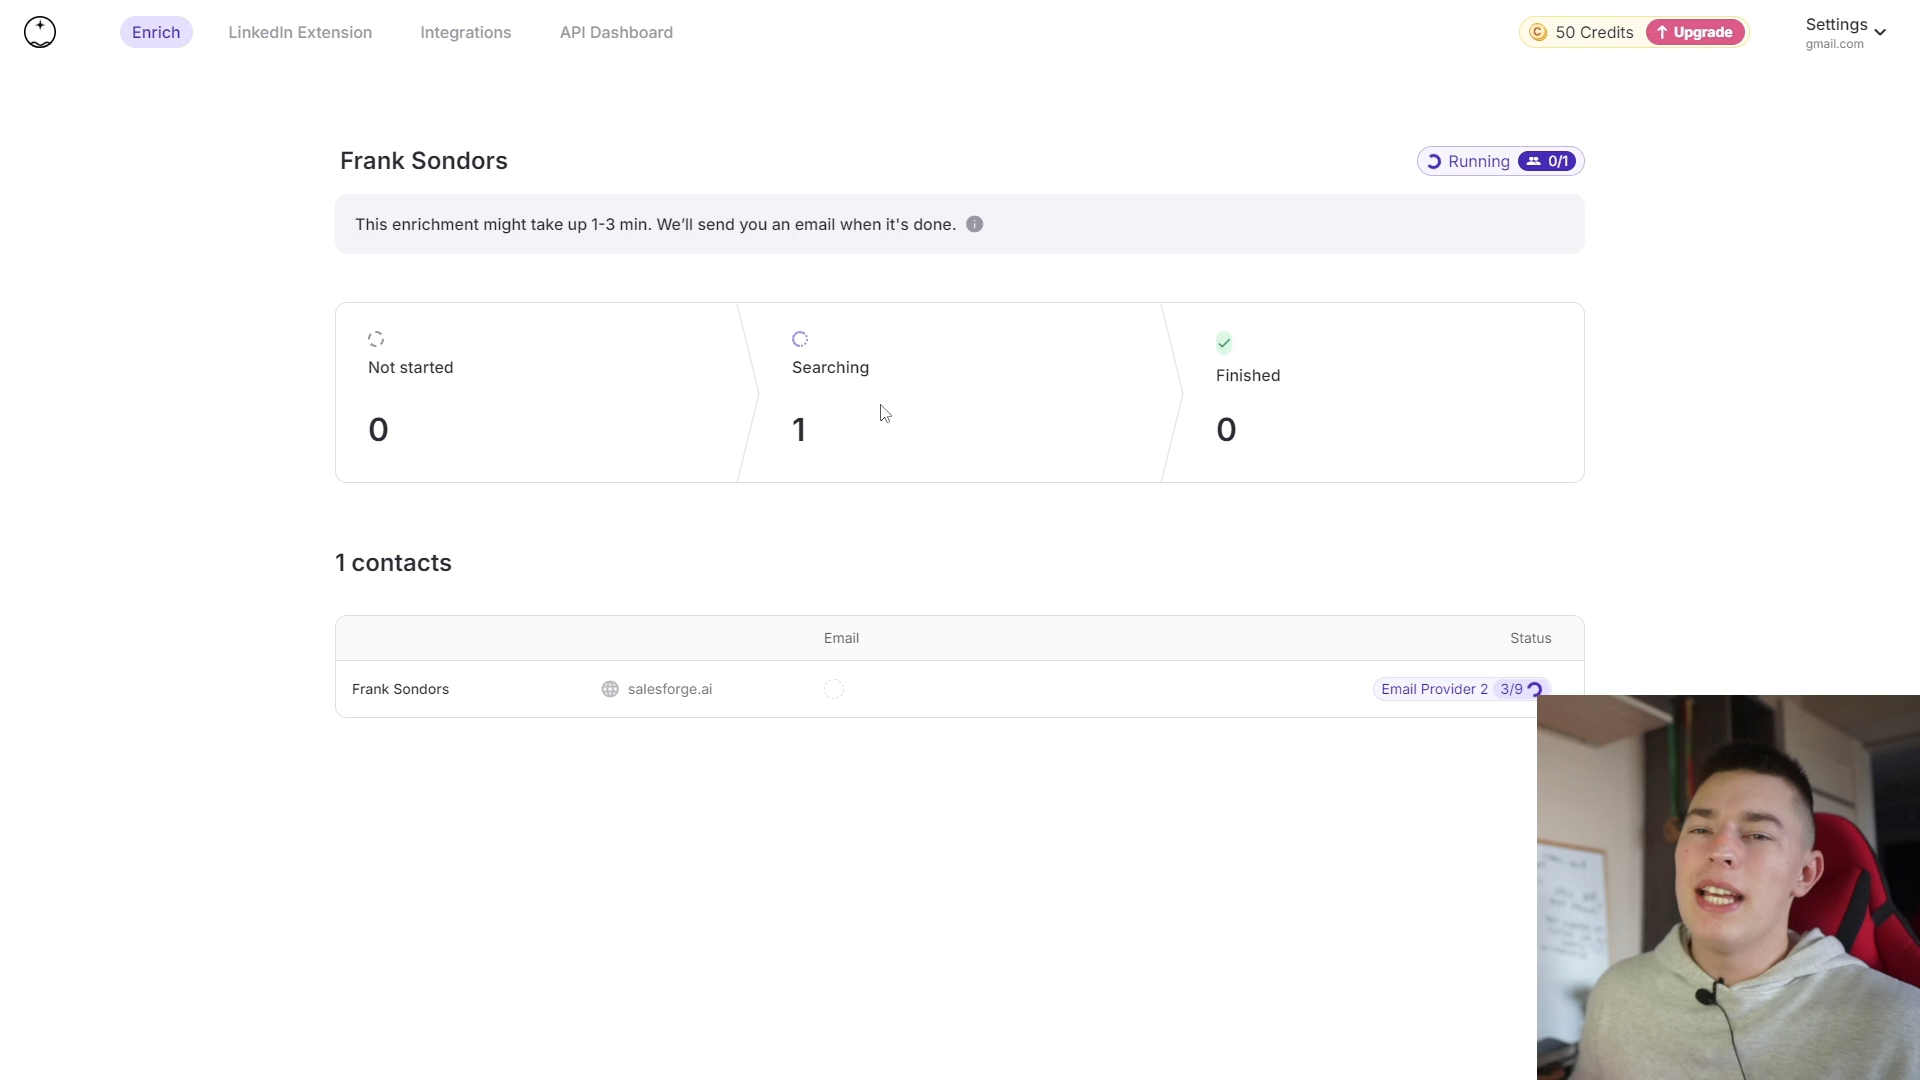 Enrich LinkedIn Extension Integrations API Dashboard 50 Credits Upgrade Settings
gmail.com
Frank Sondors Running 0/1
This enrichment might take up 1-3 min. We'll send you an email when it's done.
Not started Searching Finished
0 1 0
1 contacts
Email Status
Frank Sondors salesforge.ai Email Provider 2 3/9